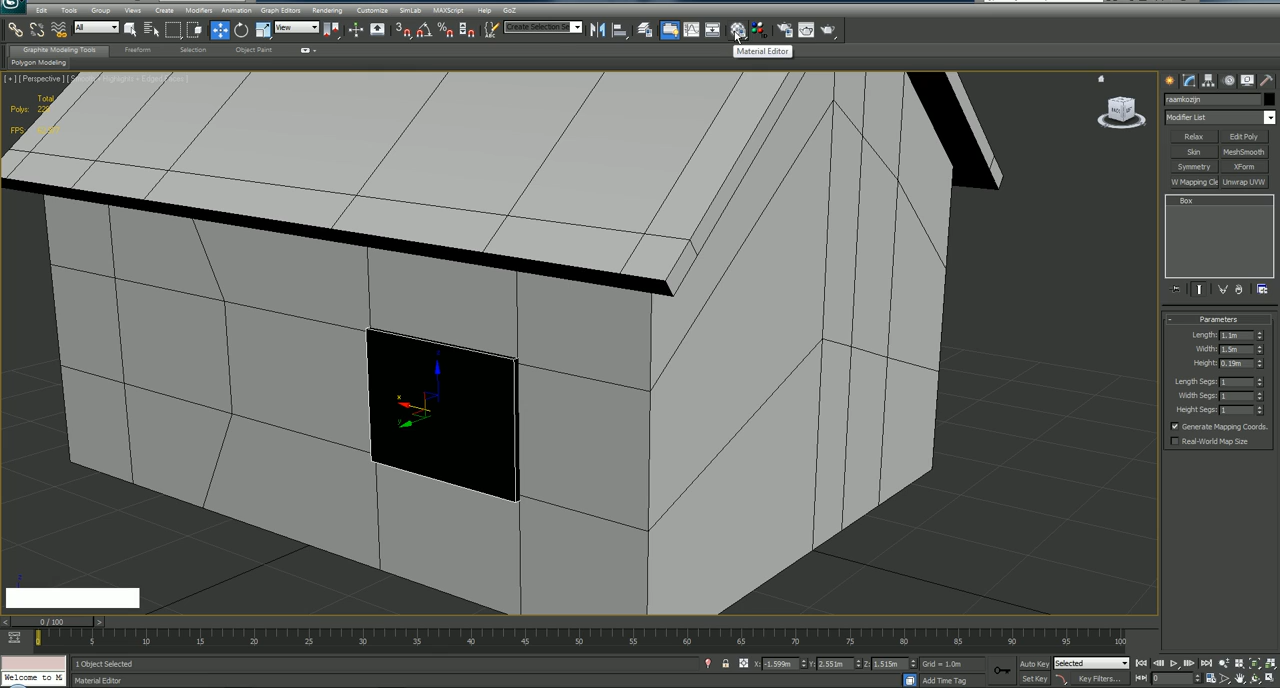 Edit Tools Group Views Create Modifiers Animation Graph Editors Rendering Customize MAXScript SimLab Help GoZ
All View Create Selection Se
Material Editor
Graphite Modeling Tools Freeform Selection Object Paint
Polygon Modeling
[ + ] [ Perspective ]
Total
Polys:
FPS
raamkozijn
Modifier List
Relax Edit Poly
Skin MeshSmooth
Symmetry XForm
W Mapping Cle Unwrap UVW
Box
- Parameters
Length: 1.1m
Width: 1.5m
Height: 0.19m
Length Segs: 1
Width Segs: 1
Height Segs: 1
Generate Mapping Coords.
Real-World Map Size
z
x
y
< 0 / 100 >
0 5 10 15 20 25 30 35 40 45 50 55 60 65 70 75 80 85 90 95 100
1 Object Selected X: -1.599m Y: 2.551m Z: 1.515m Grid = 1.0m Auto Key Selected
Welcome to M Material Editor Add Time Tag Set Key Key Filters... 0